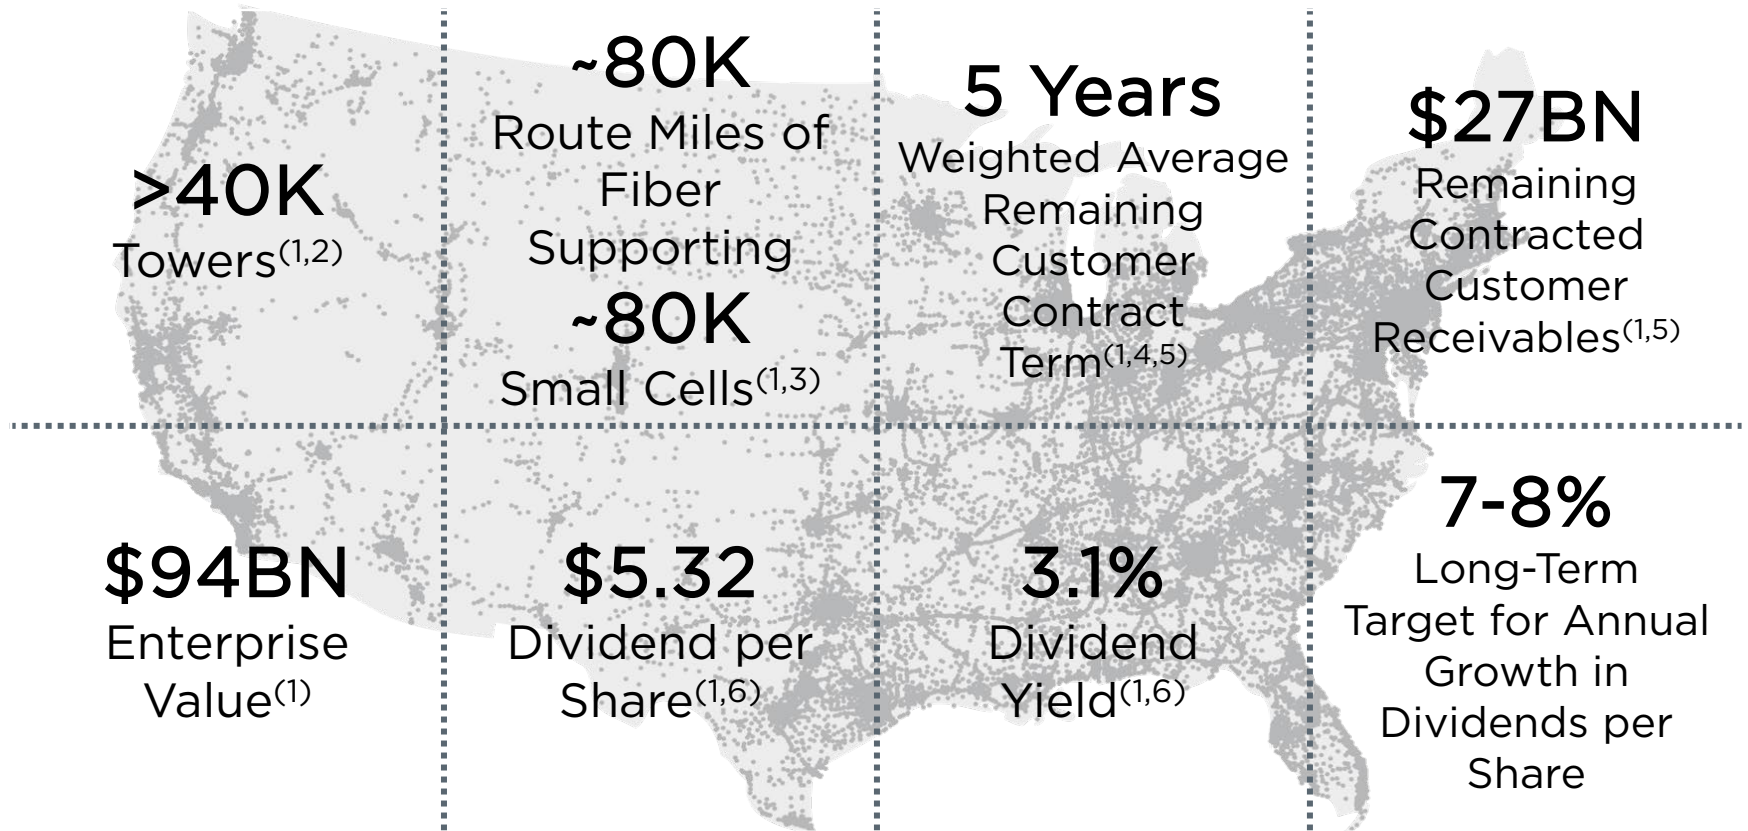 >40K
Towers(1,2)
~80K
Route Miles of
Fiber
Supporting
~80K
Small Cells(1,3)
5 Years
Weighted Average
Remaining
Customer
Contract
Term(1,4,5)
$27BN
Remaining
Contracted
Customer
Receivables(1,5)
$94BN
Enterprise
Value(1)
$5.32
Dividend per
Share(1,6)
3.1%
Dividend
Yield(1,6)
7-8%
Long-Term
Target for Annual
Growth in
Dividends per
Share